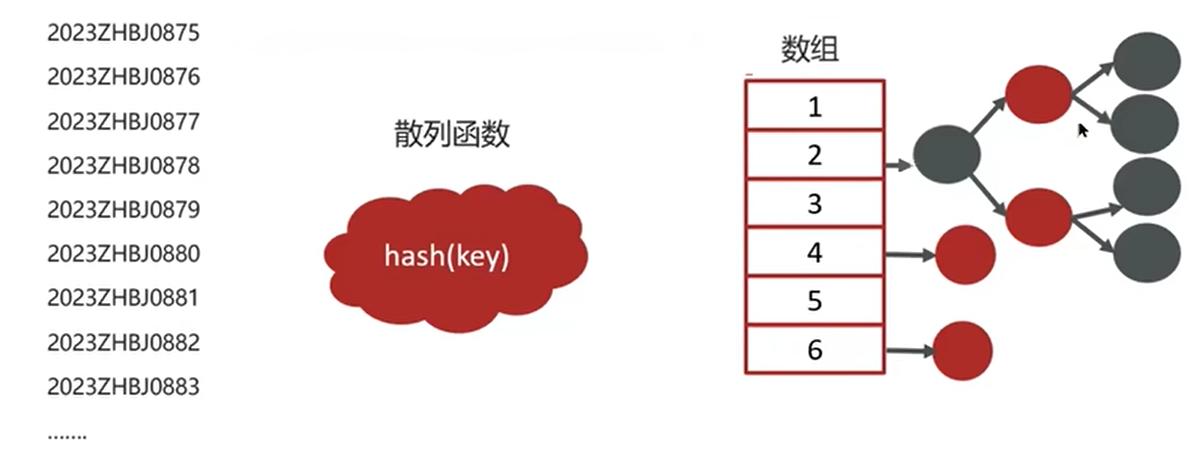 2023ZHBJ0875
2023ZHBJ0876
2023ZHBJ0877
2023ZHBJ0878
2023ZHBJ0879
2023ZHBJ0880
2023ZHBJ0881
2023ZHBJ0882
2023ZHBJ0883
.......
散列函数
hash(key)
数组
1
2
3
4
5
6